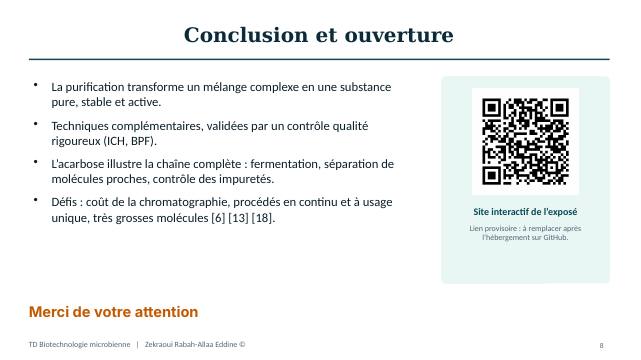 Conclusion et ouverture
• La purification transforme un mélange complexe en une substance
pure, stable et active.
• Techniques complémentaires, validées par un contrôle qualité
rigoureux (ICH, BPF).
• L’acarbose illustre la chaîne complète : fermentation, séparation de
molécules proches, contrôle des impuretés.
• Défis : coût de la chromatographie, procédés en continu et à usage
unique, très grosses molécules [6] [13] [18].
Site interactif de l’exposé
Lien provisoire : à remplacer après
l’hébergement sur GitHub.
Merci de votre attention
TD Biotechnologie microbienne | Zekraoui Rabah-Allaa Eddine ©
8